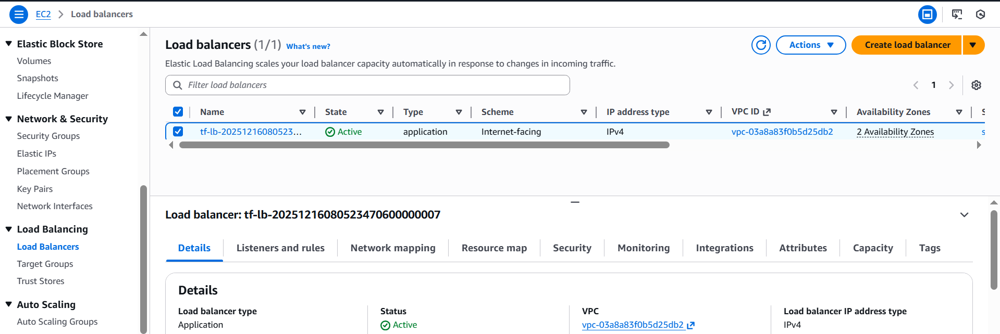 EC2 > Load balancers
Elastic Block Store
Volumes
Snapshots
Lifecycle Manager
Network & Security
Security Groups
Elastic IPs
Placement Groups
Key Pairs
Network Interfaces
Load Balancing
Load Balancers
Target Groups
Trust Stores
Auto Scaling
Auto Scaling Groups
Load balancers (1/1) What's new?
Actions
Create load balancer
Elastic Load Balancing scales your load balancer capacity automatically in response to changes in incoming traffic.
Filter load balancers
1
Name State Type Scheme IP address type VPC ID Availability Zones S
tf-lb-20251216080523... Active application Internet-facing IPv4 vpc-03a8a83f0b5d25db2 2 Availability Zones s
Load balancer: tf-lb-20251216080523470600000007
Details Listeners and rules Network mapping Resource map Security Monitoring Integrations Attributes Capacity Tags
Details
Load balancer type Status VPC Load balancer IP address type
Application Active vpc-03a8a83f0b5d25db2 IPv4